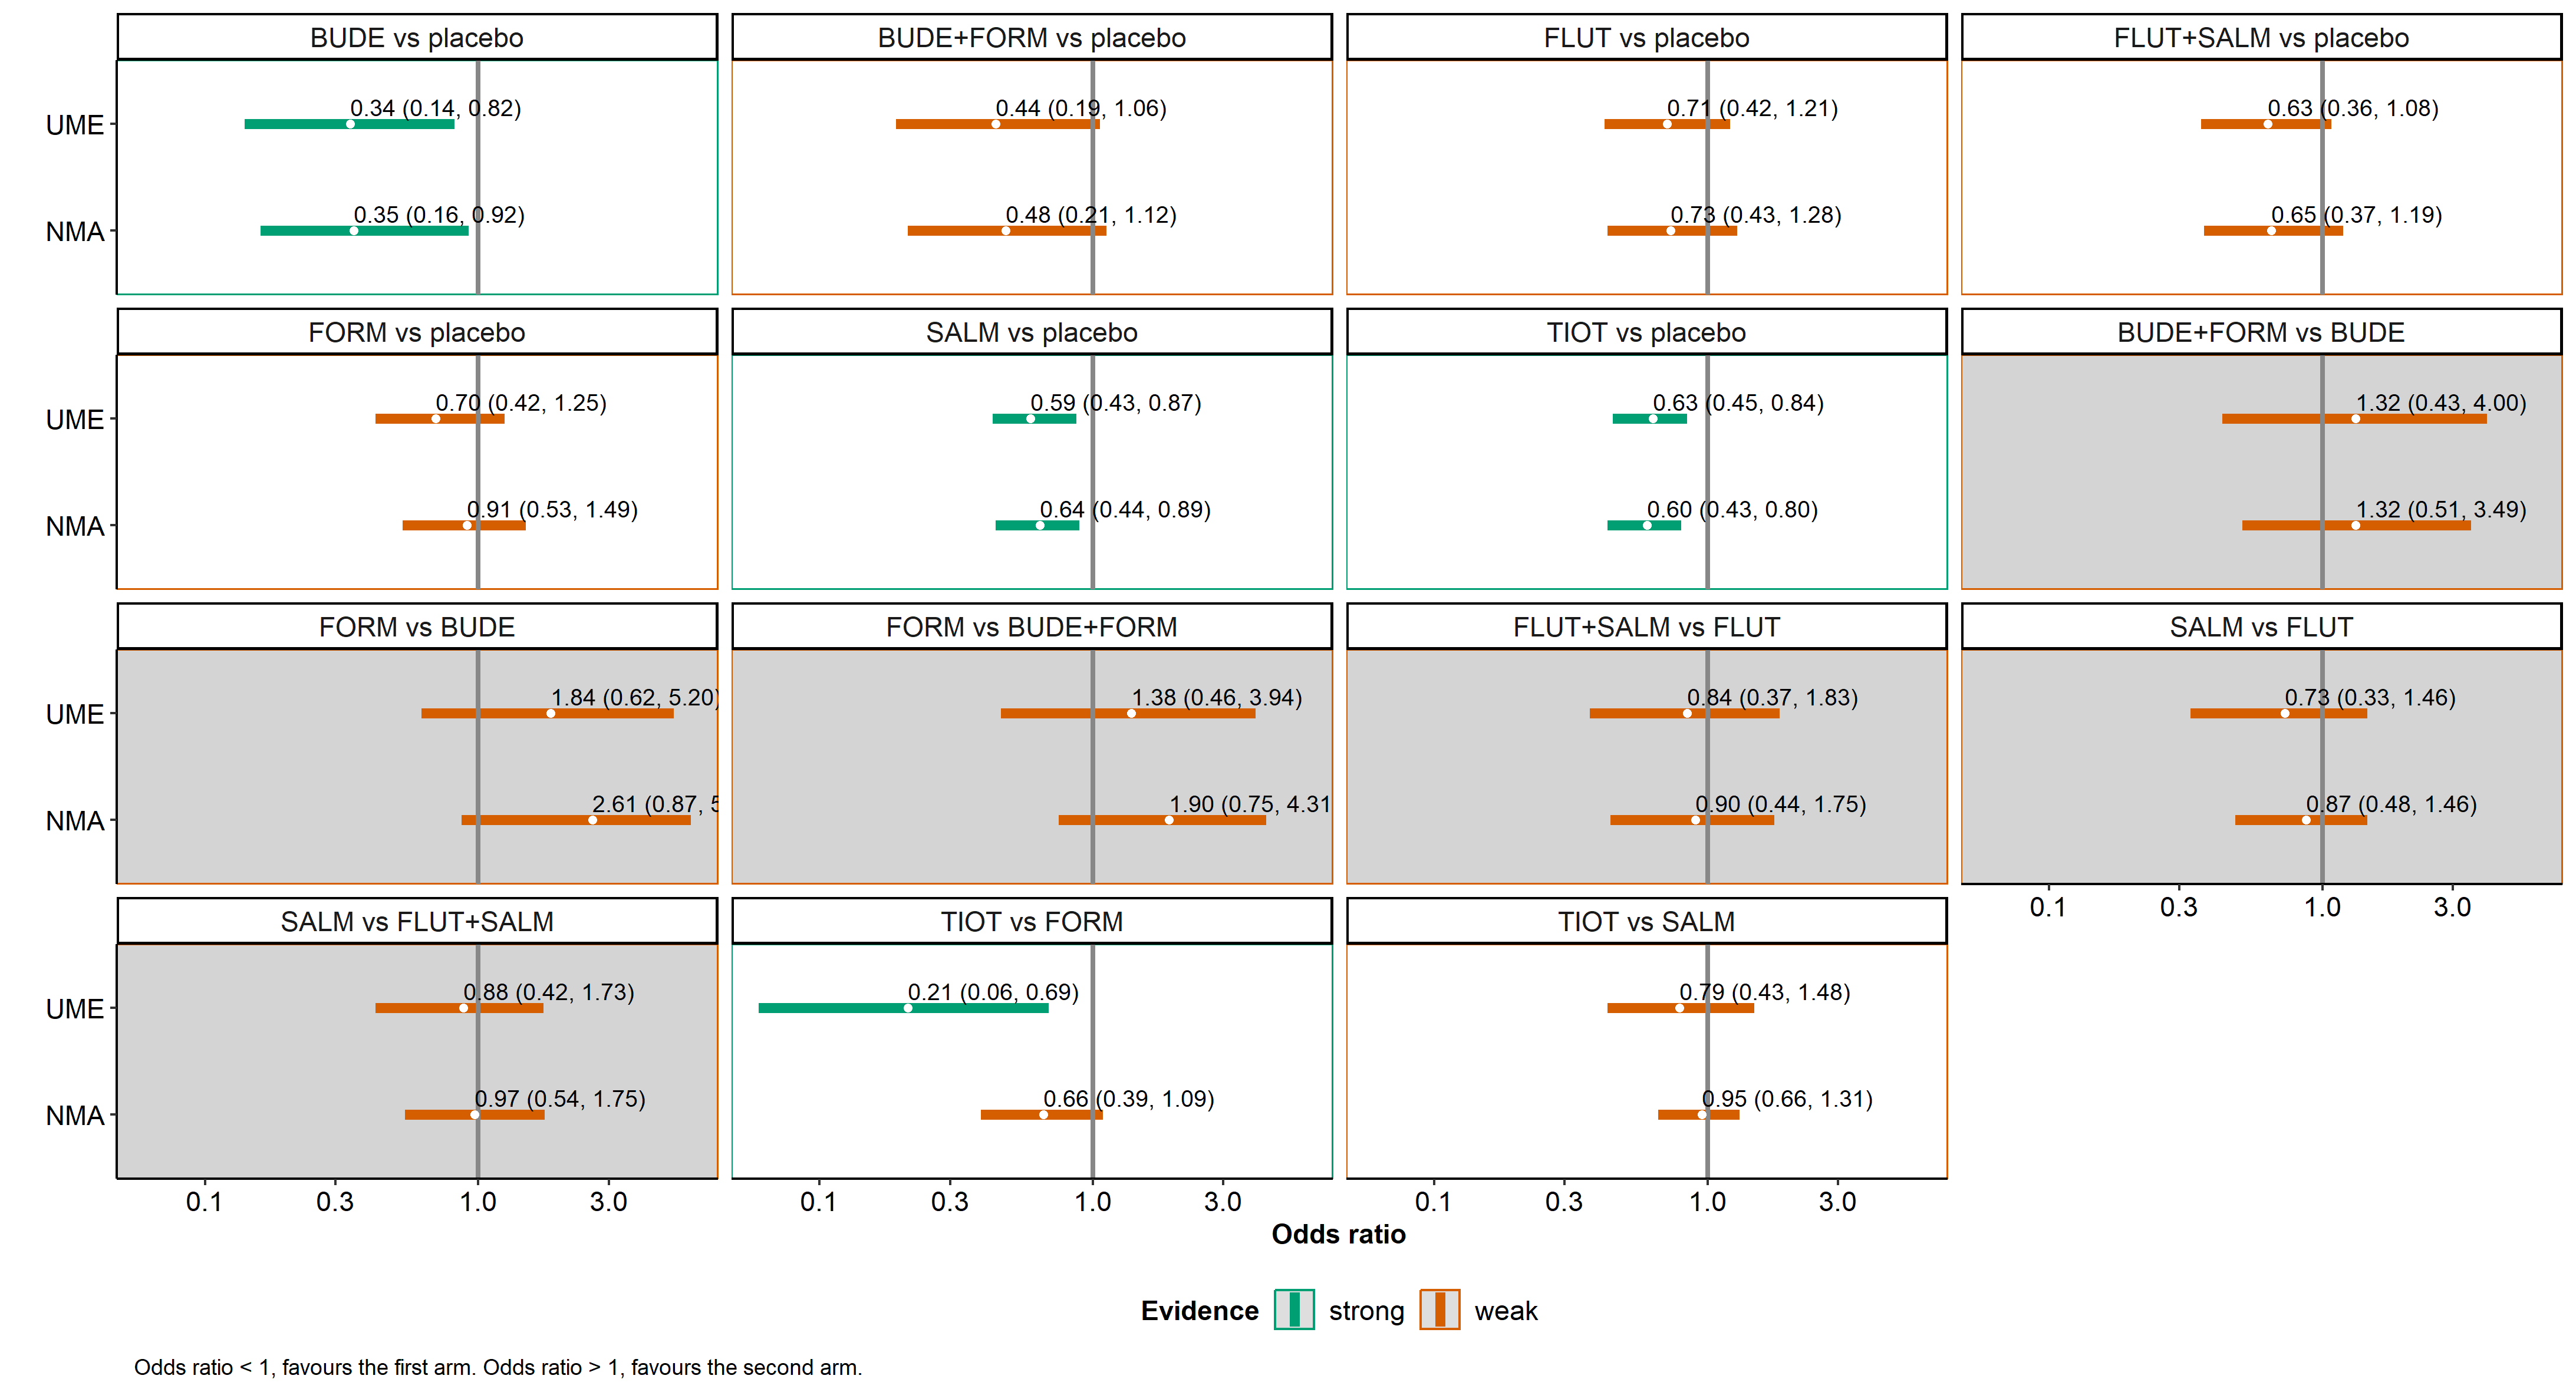 BUDE vs placebo
BUDE+FORM vs placebo
FLUT vs placebo
FLUT+SALM vs placebo
UME
0.34 (0.14, 0.82)
0.44 (0.19, 1.06)
0.71 (0.42, 1.21)
0.63 (0.36, 1.08)
NMA
0.35 (0.16, 0.92)
0.48 (0.21, 1.12)
0.73 (0.43, 1.28)
0.65 (0.37, 1.19)
FORM vs placebo
SALM vs placebo
TIOT vs placebo
BUDE+FORM vs BUDE
UME
0.70 (0.42, 1.25)
0.59 (0.43, 0.87)
0.63 (0.45, 0.84)
1.32 (0.43, 4.00)
NMA
0.91 (0.53, 1.49)
0.64 (0.44, 0.89)
0.60 (0.43, 0.80)
1.32 (0.51, 3.49)
FORM vs BUDE
FORM vs BUDE+FORM
FLUT+SALM vs FLUT
SALM vs FLUT
UME
1.84 (0.62, 5.20)
1.38 (0.46, 3.94)
0.84 (0.37, 1.83)
0.73 (0.33, 1.46)
NMA
2.61 (0.87, 5
1.90 (0.75, 4.31
0.90 (0.44, 1.75)
0.87 (0.48, 1.46)
0.1 0.3 1.0 3.0
SALM vs FLUT+SALM
TIOT vs FORM
TIOT vs SALM
UME
0.88 (0.42, 1.73)
0.21 (0.06, 0.69)
0.79 (0.43, 1.48)
NMA
0.97 (0.54, 1.75)
0.66 (0.39, 1.09)
0.95 (0.66, 1.31)
0.1 0.3 1.0 3.0
0.1 0.3 1.0 3.0
0.1 0.3 1.0 3.0
Odds ratio
Evidence strong weak
Odds ratio < 1, favours the first arm. Odds ratio > 1, favours the second arm.